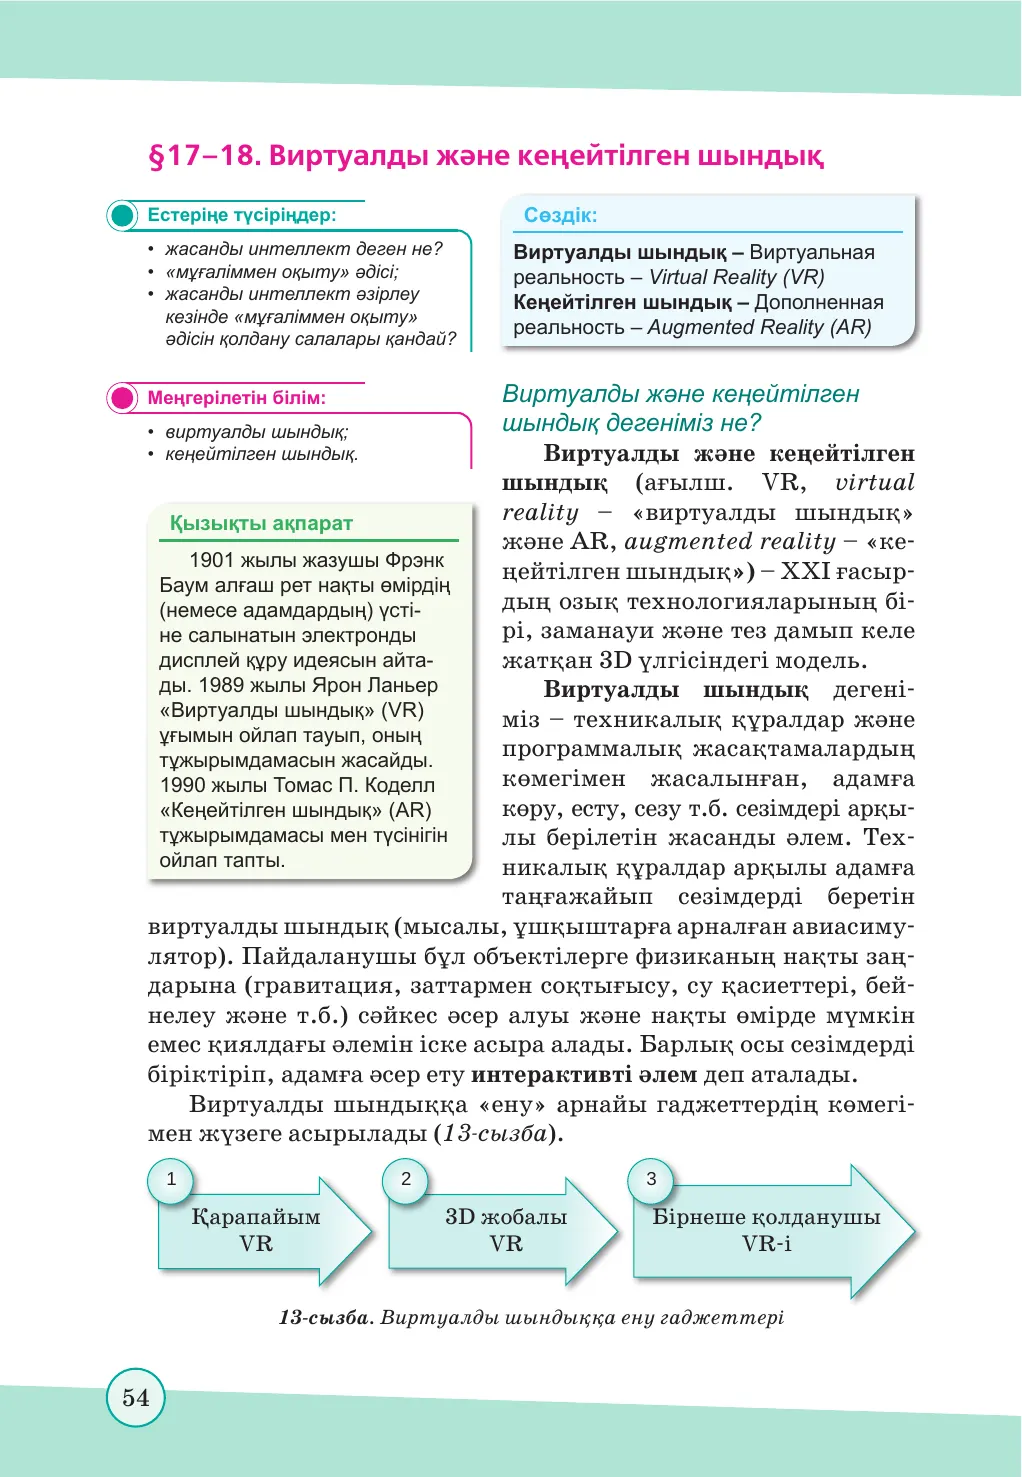 §17–18. Виртуалды және кеңейтілген шындық
Естеріңе түсіріңдер:
• жасанды интеллект деген не?
• «мұғаліммен оқыту» әдісі;
• жасанды интеллект әзірлеу
кезінде «мұғаліммен оқыту»
әдісін қолдану салалары қандай?
Сөздік:
Виртуалды шындық – Виртуальная
реальность – Virtual Reality (VR)
Кеңейтілген шындық – Дополненная
реальность – Augmented Reality (AR)
Меңгерілетін білім:
• виртуалды шындық;
• кеңейтілген шындық.
Қызықты ақпарат
1901 жылы жазушы Фрэнк
Баум алғаш рет нақты өмірдің
(немесе адамдардың) үсті-
не салынатын электронды
дисплей құру идеясын айта-
ды. 1989 жылы Ярон Ланьер
«Виртуалды шындық» (VR)
ұғымын ойлап тауып, оның
тұжырымдамасын жасайды.
1990 жылы Томас П. Коделл
«Кеңейтілген шындық» (AR)
тұжырымдамасы мен түсінігін
ойлап тапты.
Виртуалды және кеңейтілген
шындық дегеніміз не?
Виртуалды және кеңейтілген
шындық (ағылш. VR, virtual
reality – «виртуалды шындық»
және AR, augmented reality – «ке-
ңейтілген шындық») – XXI ғасыр-
дың озық технологияларының бі-
рі, заманауи және тез дамып келе
жатқан 3D үлгісіндегі модель.
Виртуалды шындық дегені-
міз – техникалық құралдар және
программалық жасақтамалардың
көмегімен жасалынған, адамға
көру, есту, сезу т.б. сезімдері арқы-
лы берілетін жасанды әлем. Тех-
никалық құралдар арқылы адамға
таңғажайып сезімдерді беретін
виртуалды шындық (мысалы, ұшқыштарға арналған авиасиму-
лятор). Пайдаланушы бұл объектілерге физиканың нақты заң-
дарына (гравитация, заттармен соқтығысу, су қасиеттері, бей-
нелеу және т.б.) сәйкес әсер алуы және нақты өмірде мүмкін
емес қиялдағы әлемін іске асыра алады. Барлық осы сезімдерді
біріктіріп, адамға әсер ету интерактивті әлем деп аталады.
Виртуалды шындыққа «ену» арнайы гаджеттердің көмегі-
мен жүзеге асырылады (13-сызба).
1
Қарапайым
VR
2
3D жобалы
VR
3
Бірнеше қолданушы
VR-і
13-сызба. Виртуалды шындыққа ену гаджеттері
54